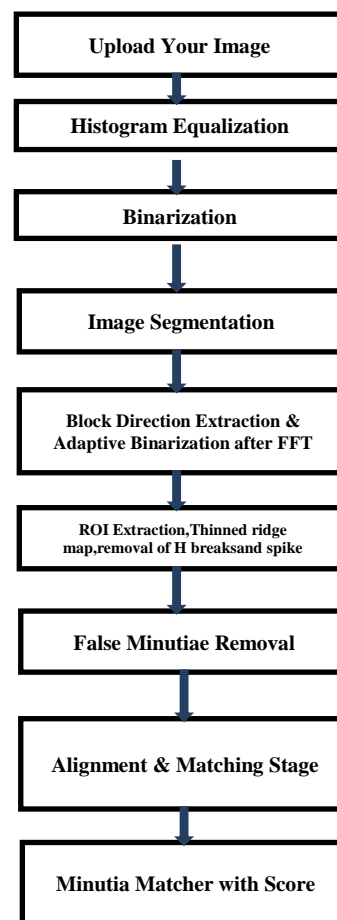 Upload Your Image
Histogram Equalization
Binarization
Image Segmentation
Block Direction Extraction &
Adaptive Binarization after FFT
ROI Extraction,Thinned ridge
map,removal of H breaksand spike
False Minutiae Removal
Alignment & Matching Stage
Minutia Matcher with Score